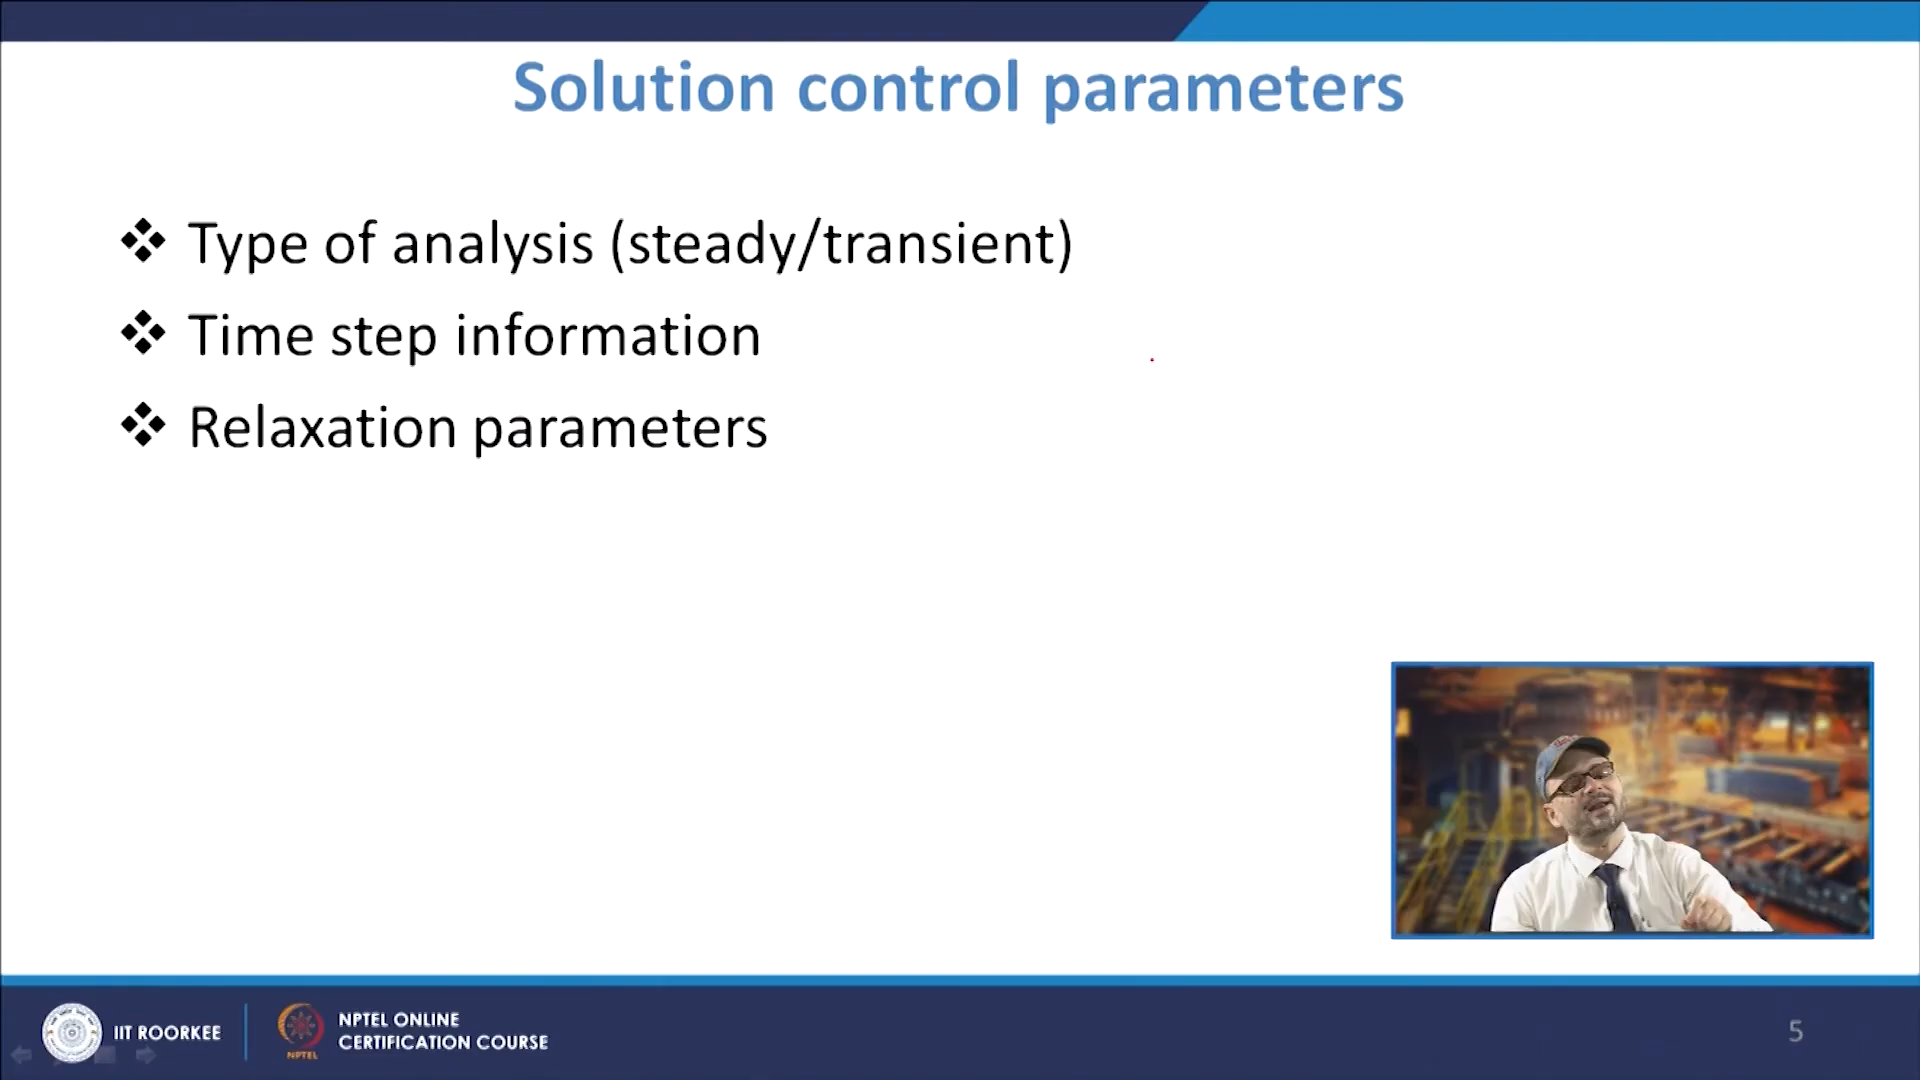 Solution control parameters
❖ Type of analysis (steady/transient)
❖ Time step information
❖ Relaxation parameters
IIT ROORKEE
NPTEL
NPTEL ONLINE
CERTIFICATION COURSE
5